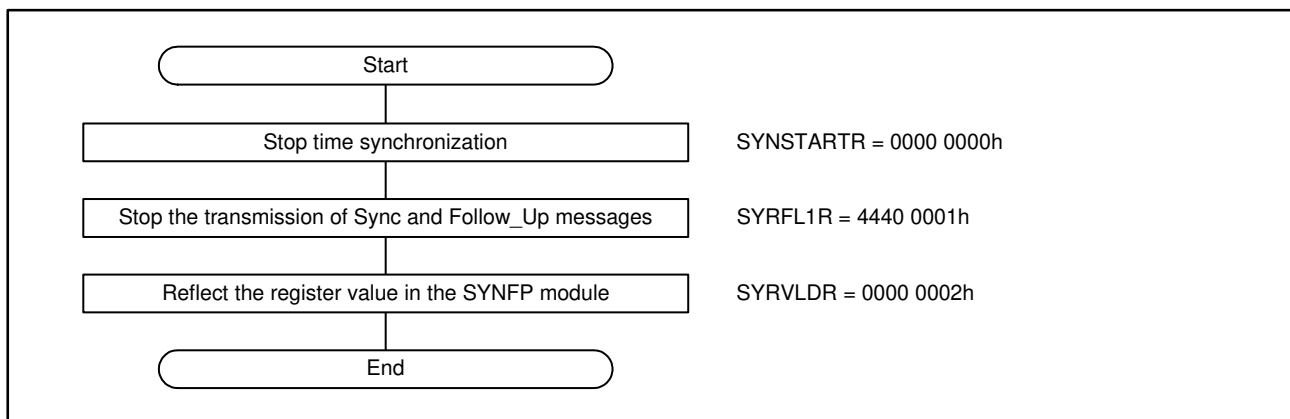 Start
Stop time synchronization SYNSTARTR = 0000 0000h
Stop the transmission of Sync and Follow_Up messages SYRFL1R = 4440 0001h
Reflect the register value in the SYNFP module SYRVLDR = 0000 0002h
End